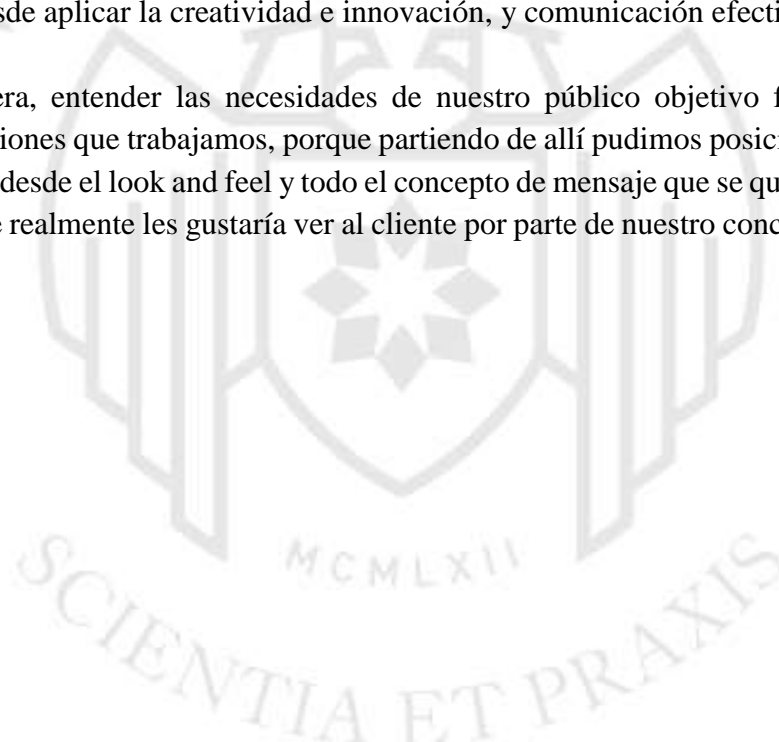 sde aplicar la creatividad e innovación, y comunicación efecti
era, entender las necesidades de nuestro público objetivo f
iones que trabajamos, porque partiendo de allí pudimos posici
desde el look and feel y todo el concepto de mensaje que se qu
e realmente les gustaría ver al cliente por parte de nuestro conc
MCMLXII
SCIENTIA ET PRAXIS